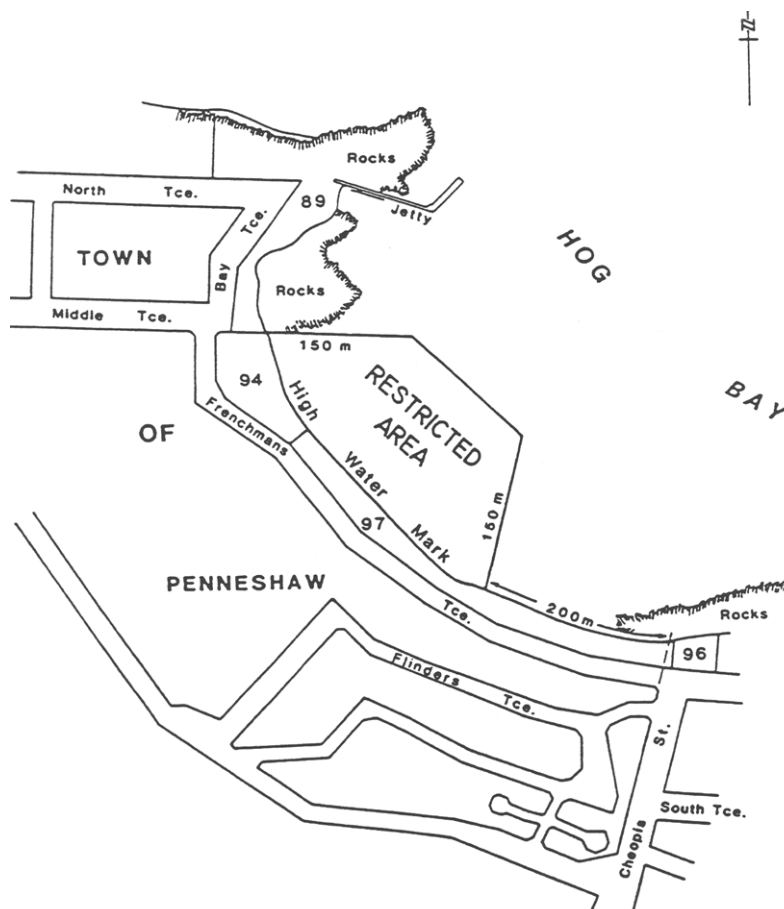 N
Rocks
North Tce.
89
Jetty
Tce.
HOG
TOWN
Bay
Rocks
Middle Tce.
150 m
RESTRICTED
AREA
94
High
BAY
Frenchmans
OF
Water
97
Mark
150 m
PENNESHAW
Tce.
200m
Rocks
96
Flinders
Tce.
St.
South Tce.
Cheopis